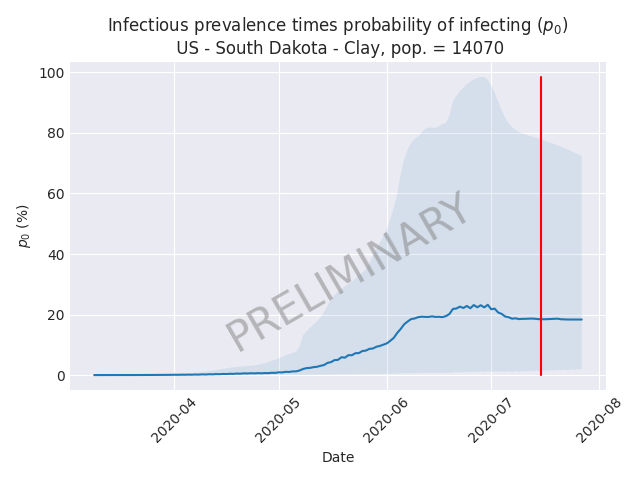 Infectious prevalence times probability of infecting (p₀)
US - South Dakota - Clay, pop. = 14070
100
80
60
40
20
0
p₀ (%)
PRELIMINARY
2020-04
2020-05
2020-06
2020-07
2020-08
Date